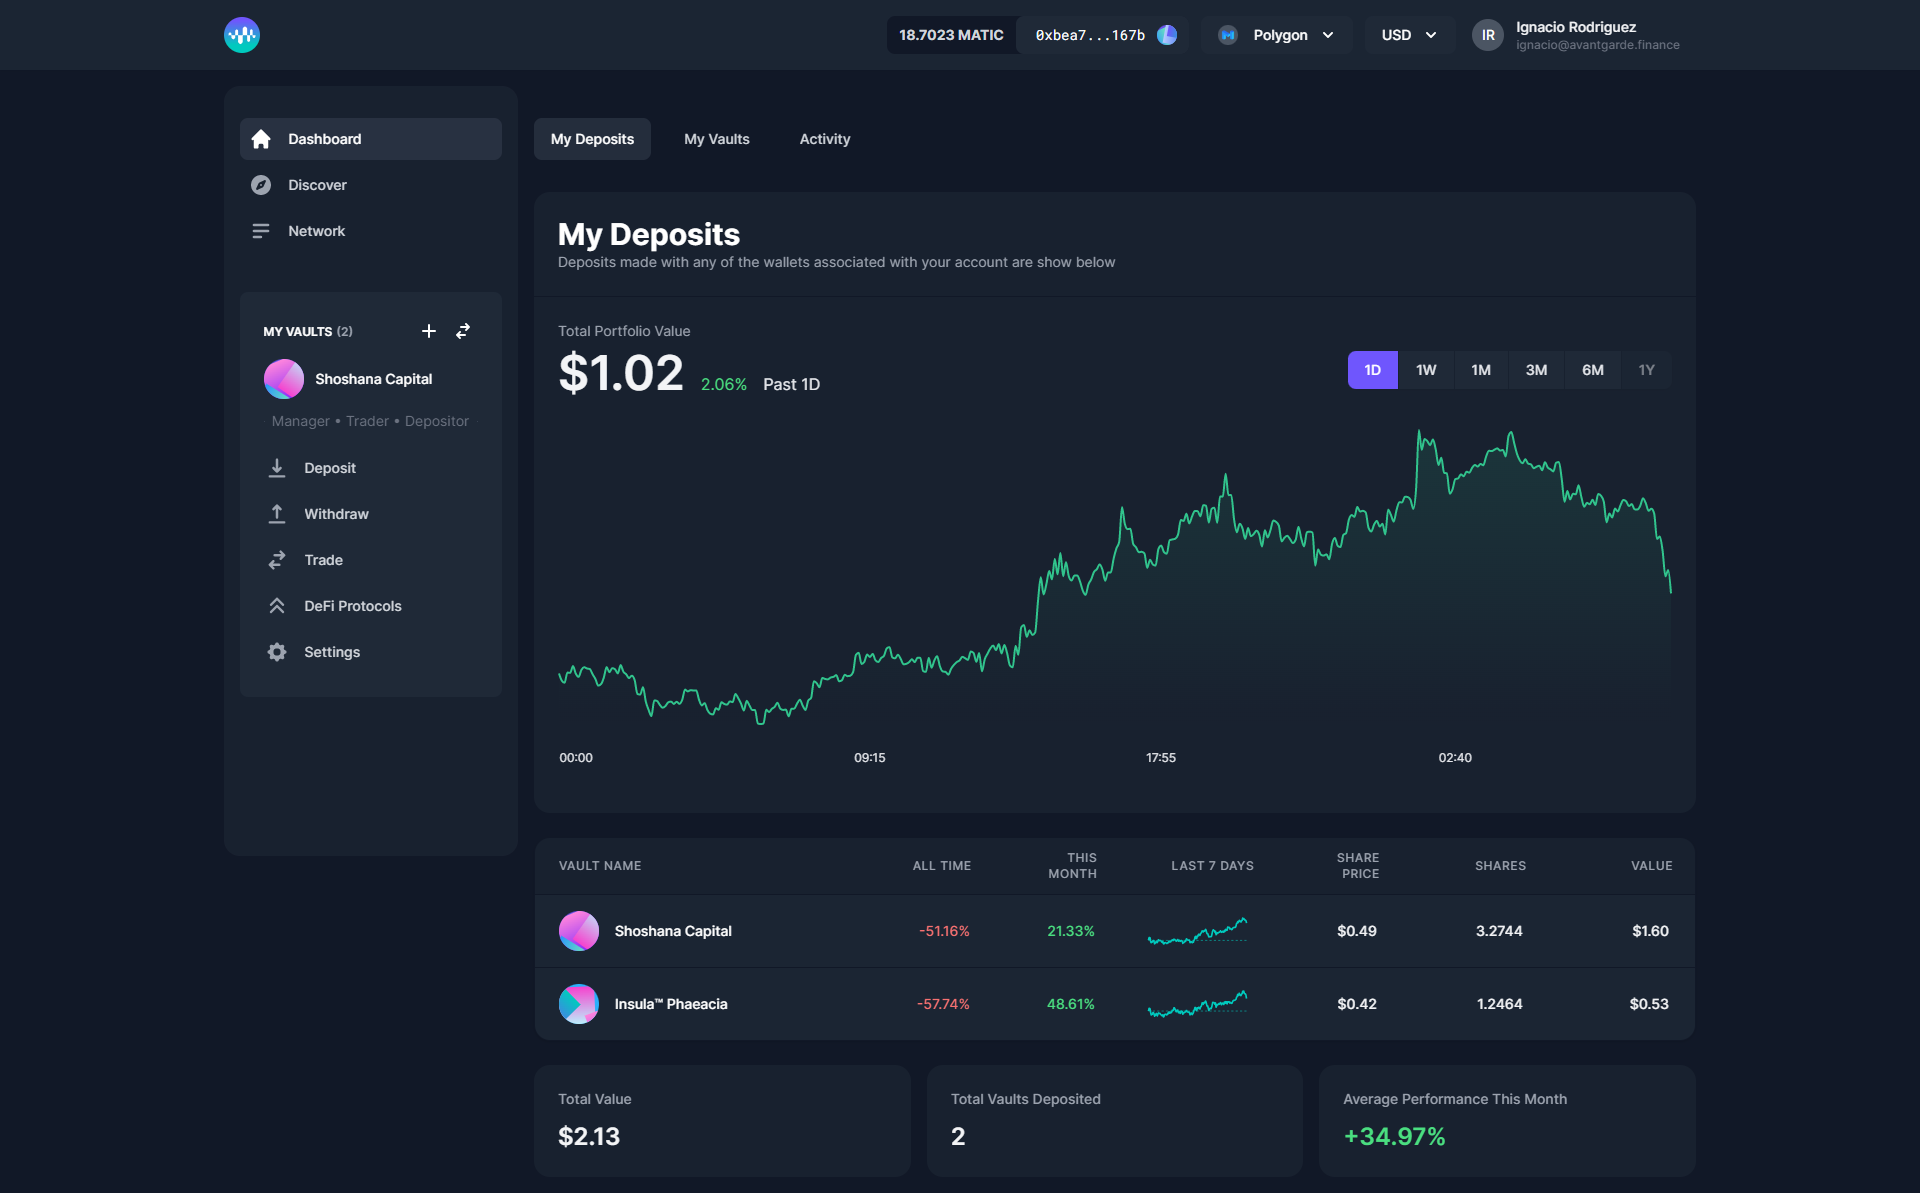 18.7023 MATIC 0xbea7...167b Polygon USD IR Ignacio Rodriguez
ignacio@avantgarde.finance
Dashboard
Discover
Network
MY VAULTS (2)
Shoshana Capital
Manager • Trader • Depositor
Deposit
Withdraw
Trade
DeFi Protocols
Settings
My Deposits My Vaults Activity
My Deposits
Deposits made with any of the wallets associated with your account are show below
Total Portfolio Value
$1.02 2.06% Past 1D
1D 1W 1M 3M 6M 1Y
00:00 09:15 17:55 02:40
VAULT NAME ALL TIME THIS MONTH LAST 7 DAYS SHARE PRICE SHARES VALUE
Shoshana Capital -51.16% 21.33% $0.49 3.2744 $1.60
Insula™ Phaeacia -57.74% 48.61% $0.42 1.2464 $0.53
Total Value
$2.13
Total Vaults Deposited
2
Average Performance This Month
+34.97%